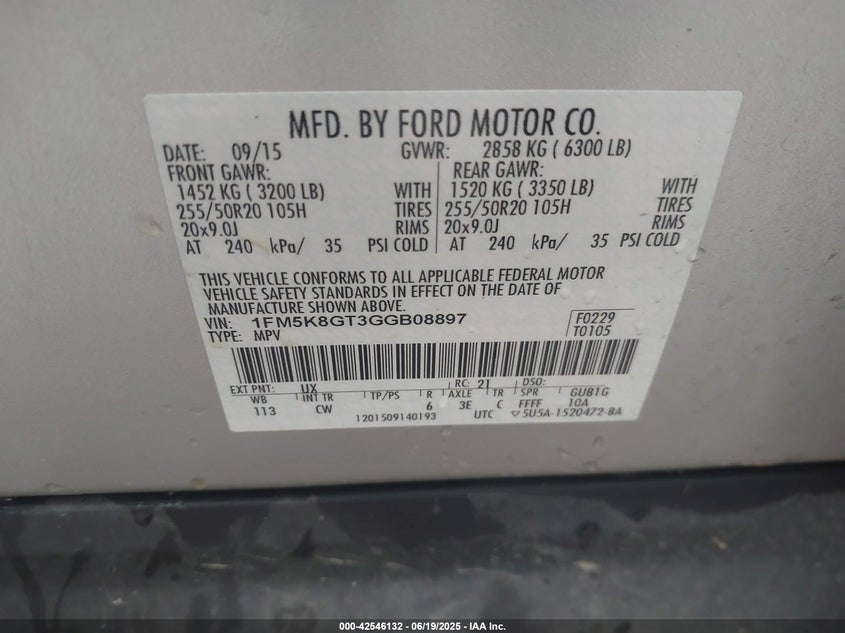 MFD. BY FORD MOTOR CO.
DATE: 09/15 GVWR: 2858 KG ( 6300 LB)
FRONT GAWR: REAR GAWR:
1452 KG ( 3200 LB) WITH 1520 KG ( 3350 LB) WITH
255/50R20 105H TIRES 255/50R20 105H TIRES
20x9.0J RIMS 20x9.0J RIMS
AT 240 kPa/ 35 PSI COLD AT 240 kPa/ 35 PSI COLD
THIS VEHICLE CONFORMS TO ALL APPLICABLE FEDERAL MOTOR
VEHICLE SAFETY STANDARDS IN EFFECT ON THE DATE OF
MANUFACTURE SHOWN ABOVE.
VIN: 1FM5K8GT3GGB08897 F0229
TYPE: MPV T0105
EXT PNT: UX RC: 21 DSO:
WB INT TR TP/PS R AXLE TR SPR GUB1G
113 CW 6 3E C FFFF 10A
1201509140193 UTC ▽5U5A-1520472-BA
000-42546132 - 06/19/2025 - IAA Inc.